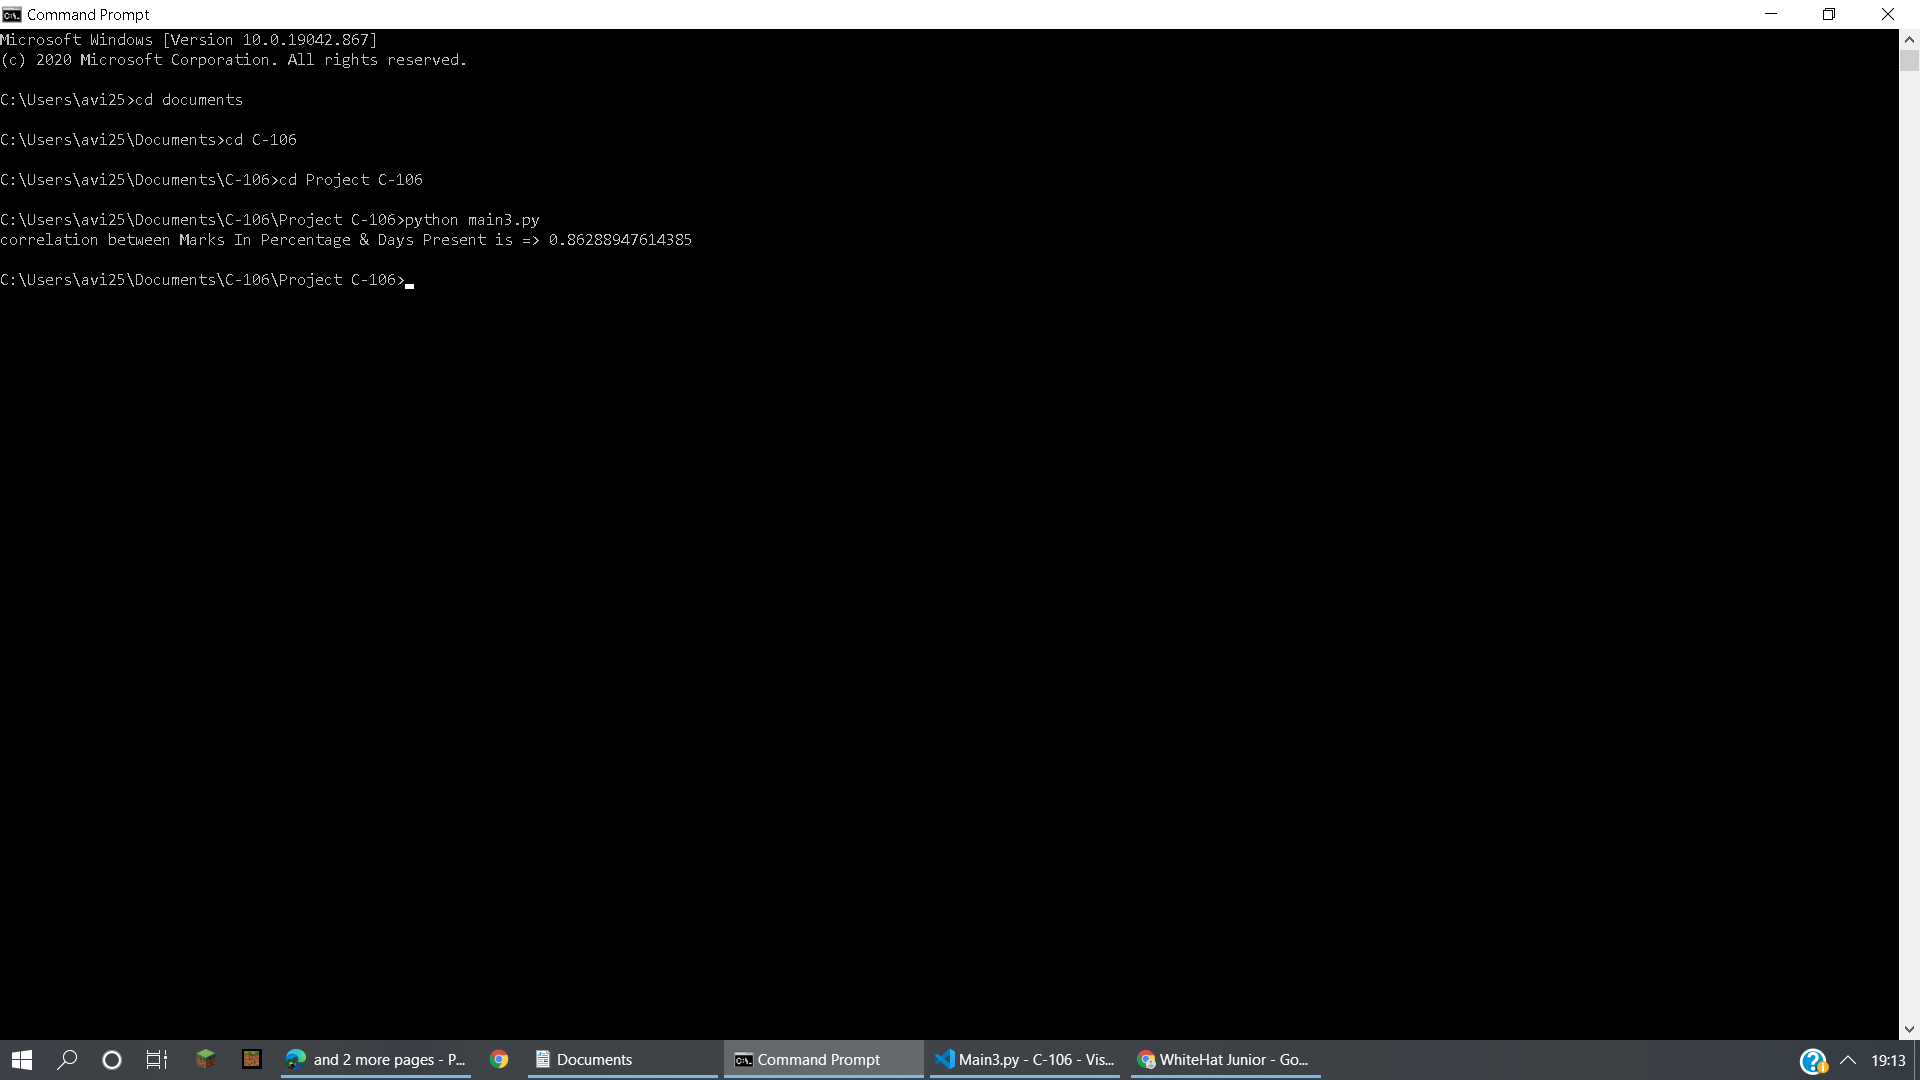 Command Prompt
Microsoft Windows [Version 10.0.19042.867]
(c) 2020 Microsoft Corporation. All rights reserved.
C:\Users\avi25>cd documents
C:\Users\avi25\Documents>cd C-106
C:\Users\avi25\Documents\C-106>cd Project C-106
C:\Users\avi25\Documents\C-106\Project C-106>python main3.py
correlation between Marks In Percentage & Days Present is => 0.86288947614385
C:\Users\avi25\Documents\C-106\Project C-106>
and 2 more pages - P... Documents Command Prompt Main3.py - C-106 - Vis... WhiteHat Junior - Go... 19:13